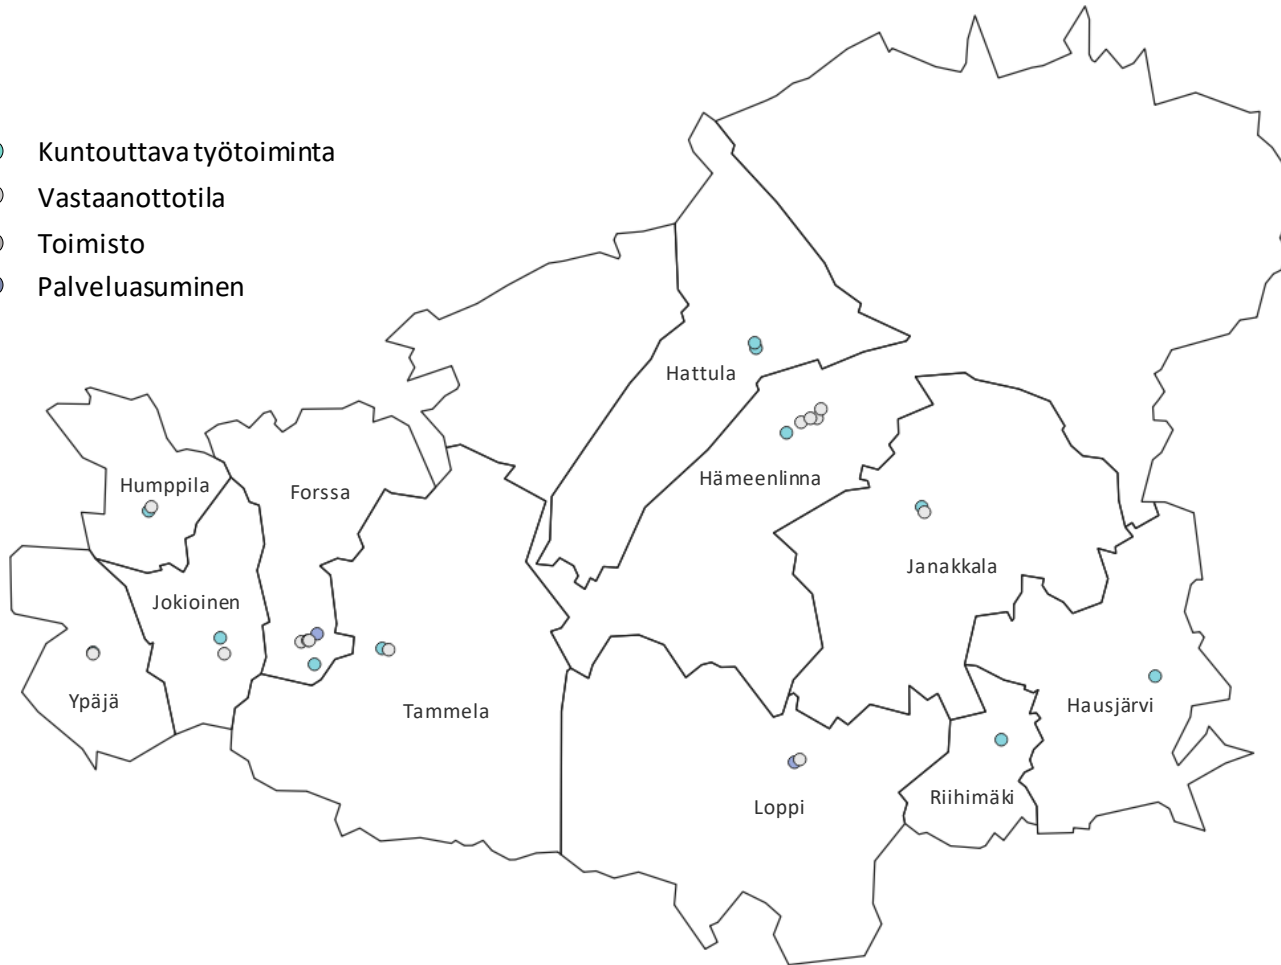 Kuntouttava työtoiminta
Vastaanottotila
Toimisto
Palveluasuminen
Hattula
Humppila
Forssa
Hämeenlinna
Janakkala
Jokioinen
Ypäjä
Tammela
Hausjärvi
Riihimäki
Loppi